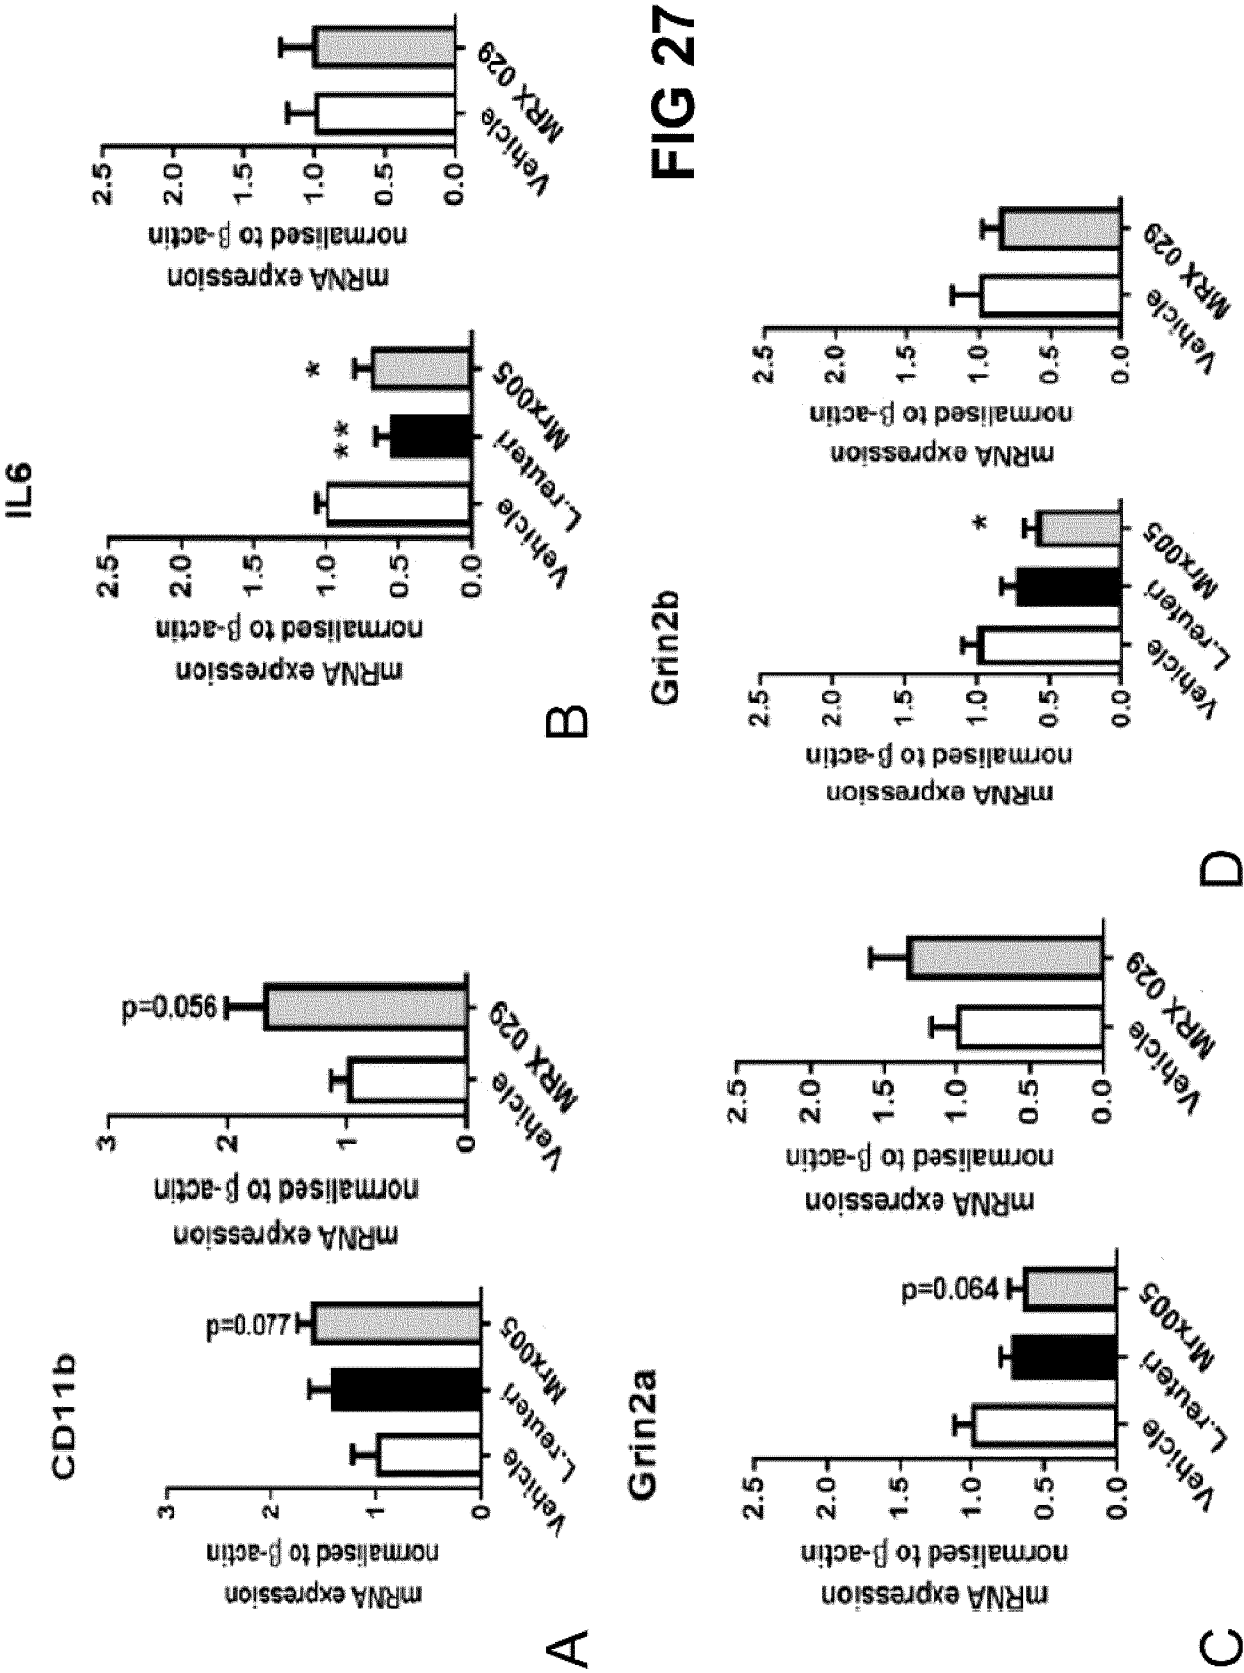 CD11b
mRNA expression
normalised to β-actin
3
2
1
0
p=0.077
Vehicle
L.reuteri
Mrx005
mRNA expression
normalised to β-actin
3
2
1
0
p=0.056
Vehicle
MRX 029
A
IL6
mRNA expression
normalised to β-actin
2.5
2.0
1.5
1.0
0.5
0.0
**
*
Vehicle
L.reuteri
Mrx005
mRNA expression
normalised to β-actin
2.5
2.0
1.5
1.0
0.5
0.0
Vehicle
MRX 029
B
Grin2a
mRNA expression
normalised to β-actin
2.5
2.0
1.5
1.0
0.5
0.0
p=0.064
Vehicle
L.reuteri
Mrx005
mRNA expression
normalised to β-actin
2.5
2.0
1.5
1.0
0.5
0.0
Vehicle
MRX 029
C
Grin2b
mRNA expression
normalised to β-actin
2.5
2.0
1.5
1.0
0.5
0.0
*
Vehicle
L.reuteri
Mrx005
mRNA expression
normalised to β-actin
2.5
2.0
1.5
1.0
0.5
0.0
Vehicle
MRX 029
D
FIG 27